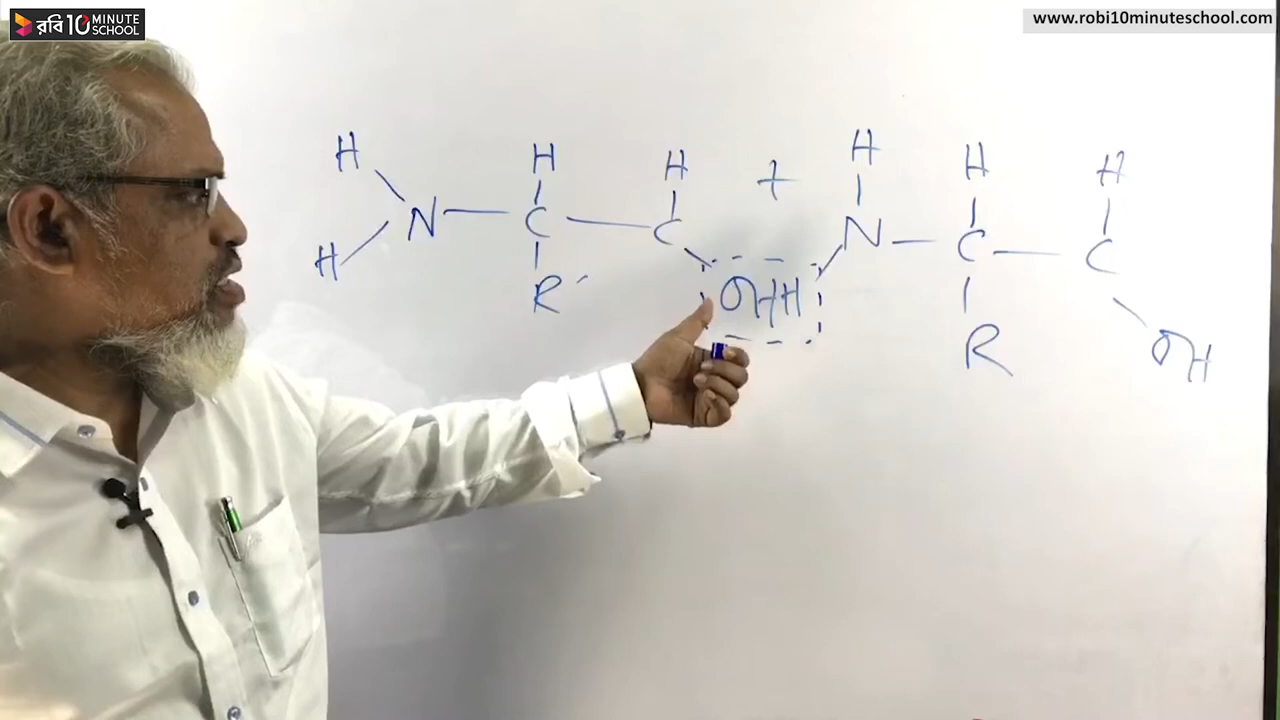 রবি 10 MINUTE SCHOOL
www.robi10minuteschool.com
H H H + H H H
H N C C N C C
R' OH H R OH